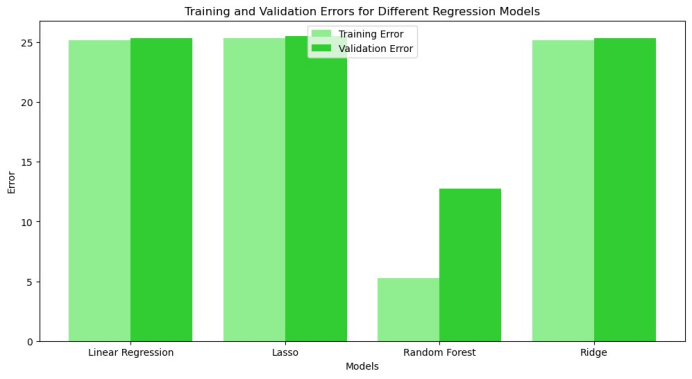 Training and Validation Errors for Different Regression Models
Training Error
Validation Error
Error
25
20
15
10
5
0
Linear Regression
Lasso
Random Forest
Ridge
Models